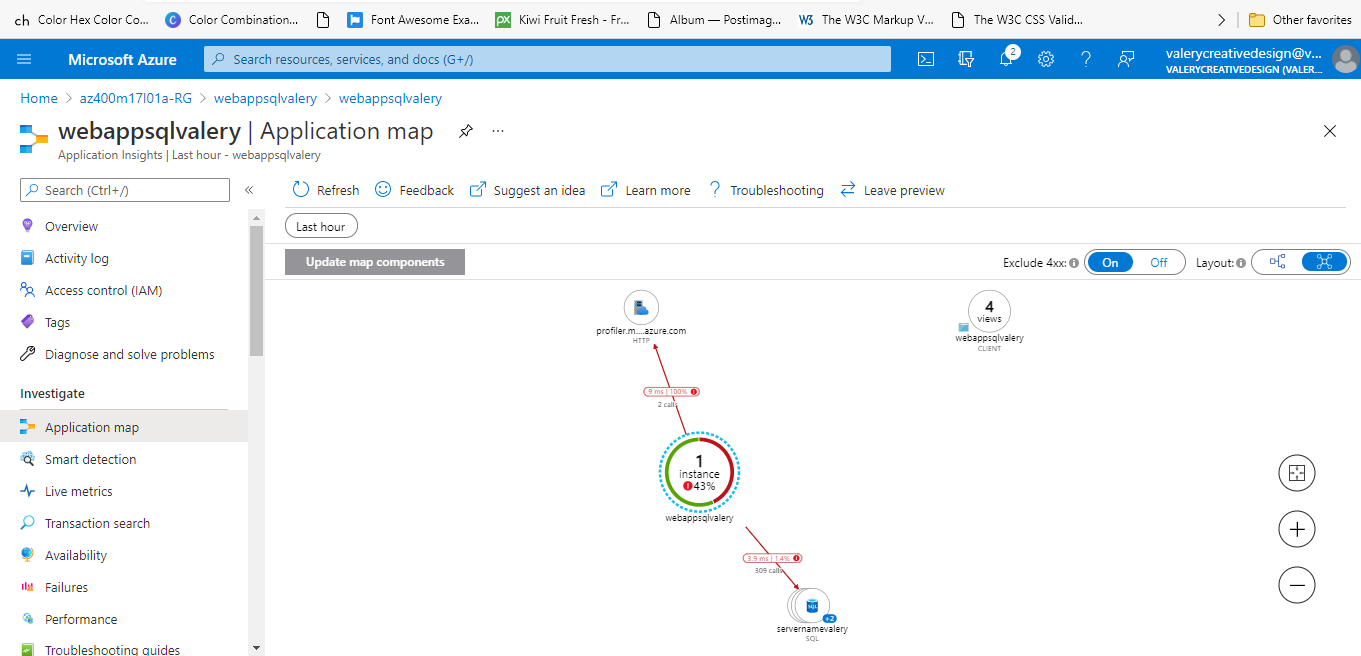 ch Color Hex Color Co...
C Color Combination...
Font Awesome Exa...
px Kiwi Fruit Fresh - Fr...
Album — Postimag...
W3 The W3C Markup V...
The W3C CSS Valid...
Other favorites
Microsoft Azure
Search resources, services, and docs (G+/)
2
valerycreativedesign@v...
VALERYCREATIVEDESIGN (VALER...
Home > az400m17l01a-RG > webappsqlvalery > webappsqlvalery
webappsqlvalery | Application map
Application Insights | Last hour - webappsqlvalery
Search (Ctrl+/)
Refresh
Feedback
Suggest an idea
Learn more
Troubleshooting
Leave preview
Overview
Activity log
Access control (IAM)
Tags
Diagnose and solve problems
Investigate
Application map
Smart detection
Live metrics
Transaction search
Availability
Failures
Performance
Troubleshooting guides
Last hour
Update map components
Exclude 4xx:
On
Off
Layout:
profiler.m....azure.com
HTTP
4
views
webappsqlvalery
CLIENT
9 ms | 100%
2 calls
1
instance
43%
webappsqlvalery
3.9 ms | 1.4%
309 calls
SQL
+2
servernamevalery
SQL